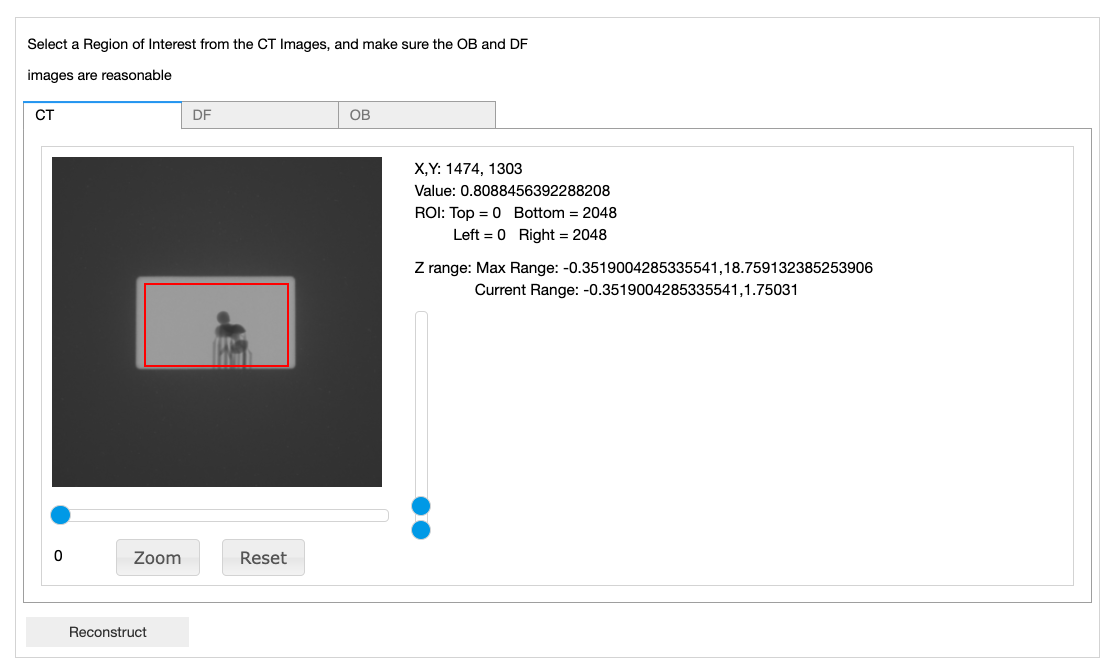 Select a Region of Interest from the CT Images, and make sure the OB and DF
images are reasonable
CT
DF
OB
X,Y: 1474, 1303
Value: 0.8088456392288208
ROI: Top = 0 Bottom = 2048
Left = 0 Right = 2048
Z range: Max Range: -0.3519004285335541,18.759132385253906
Current Range: -0.3519004285335541,1.75031
0
Zoom
Reset
Reconstruct